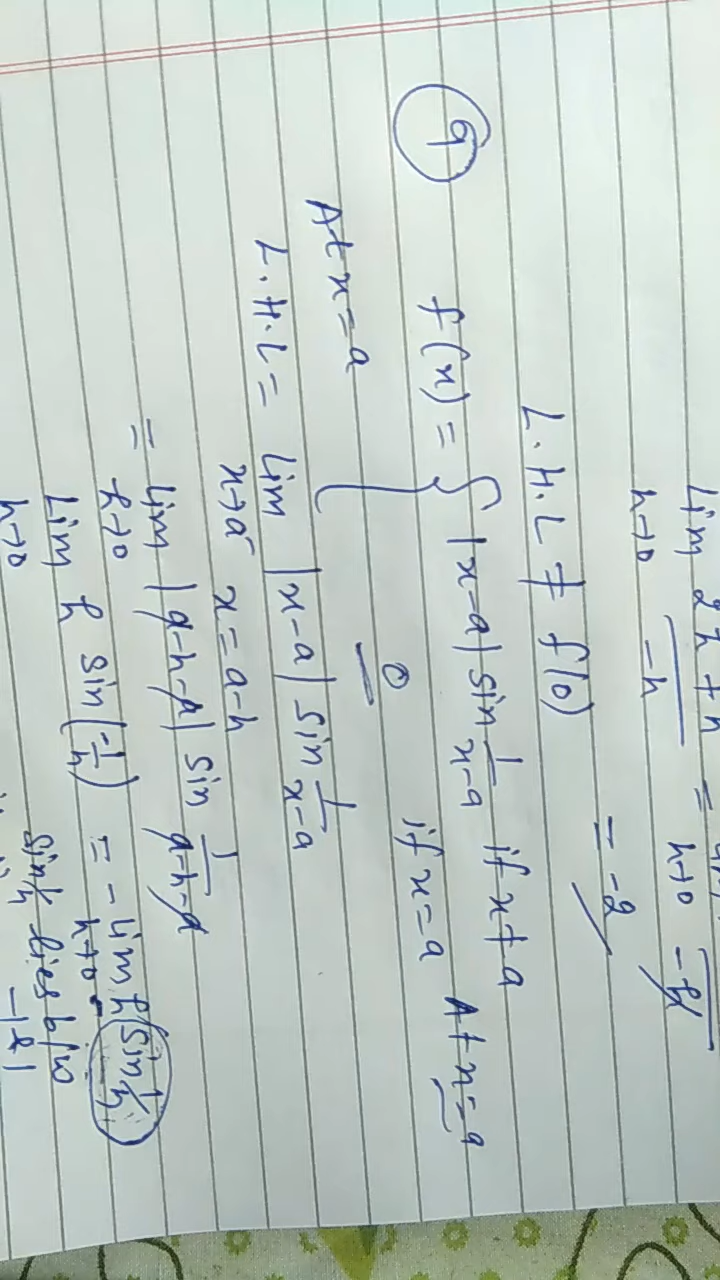 Lim 2h+h =
h→0 -h h→0 -h
= -2
L.H.L ≠ f(0)
9 f(x) = { |x-a| sin 1/x-a if x≠a At x=a
0 if x=a
At x=a
L.H.L = Lim |x-a| sin 1/x-a
x→a⁻ x=a-h
= Lim |a-h-a| sin 1/a-h-a
h→0
Lim h sin(-1/h) = -Lim h(sin 1/h)
h→0 h→0
sin 1/h lies b/w
-1 & 1